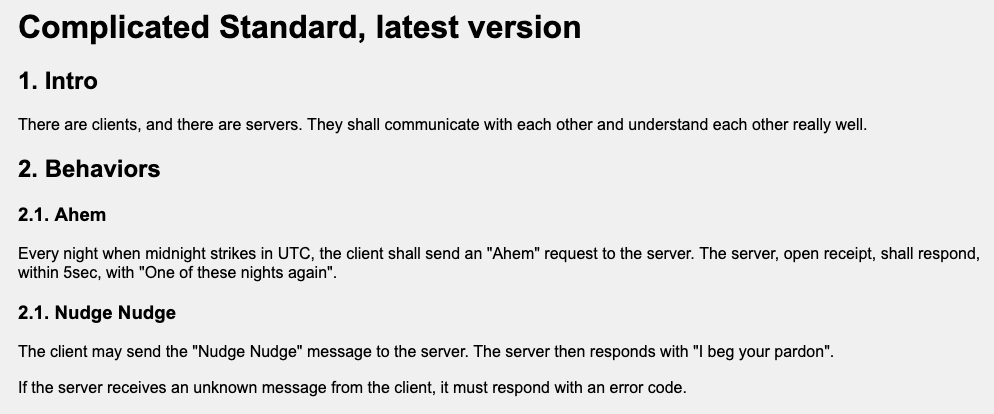 Complicated Standard, latest version
1. Intro
There are clients, and there are servers. They shall communicate with each other and understand each other really well.
2. Behaviors
2.1. Ahem
Every night when midnight strikes in UTC, the client shall send an "Ahem" request to the server. The server, open receipt, shall respond,
within 5sec, with "One of these nights again".
2.1. Nudge Nudge
The client may send the "Nudge Nudge" message to the server. The server then responds with "I beg your pardon".
If the server receives an unknown message from the client, it must respond with an error code.